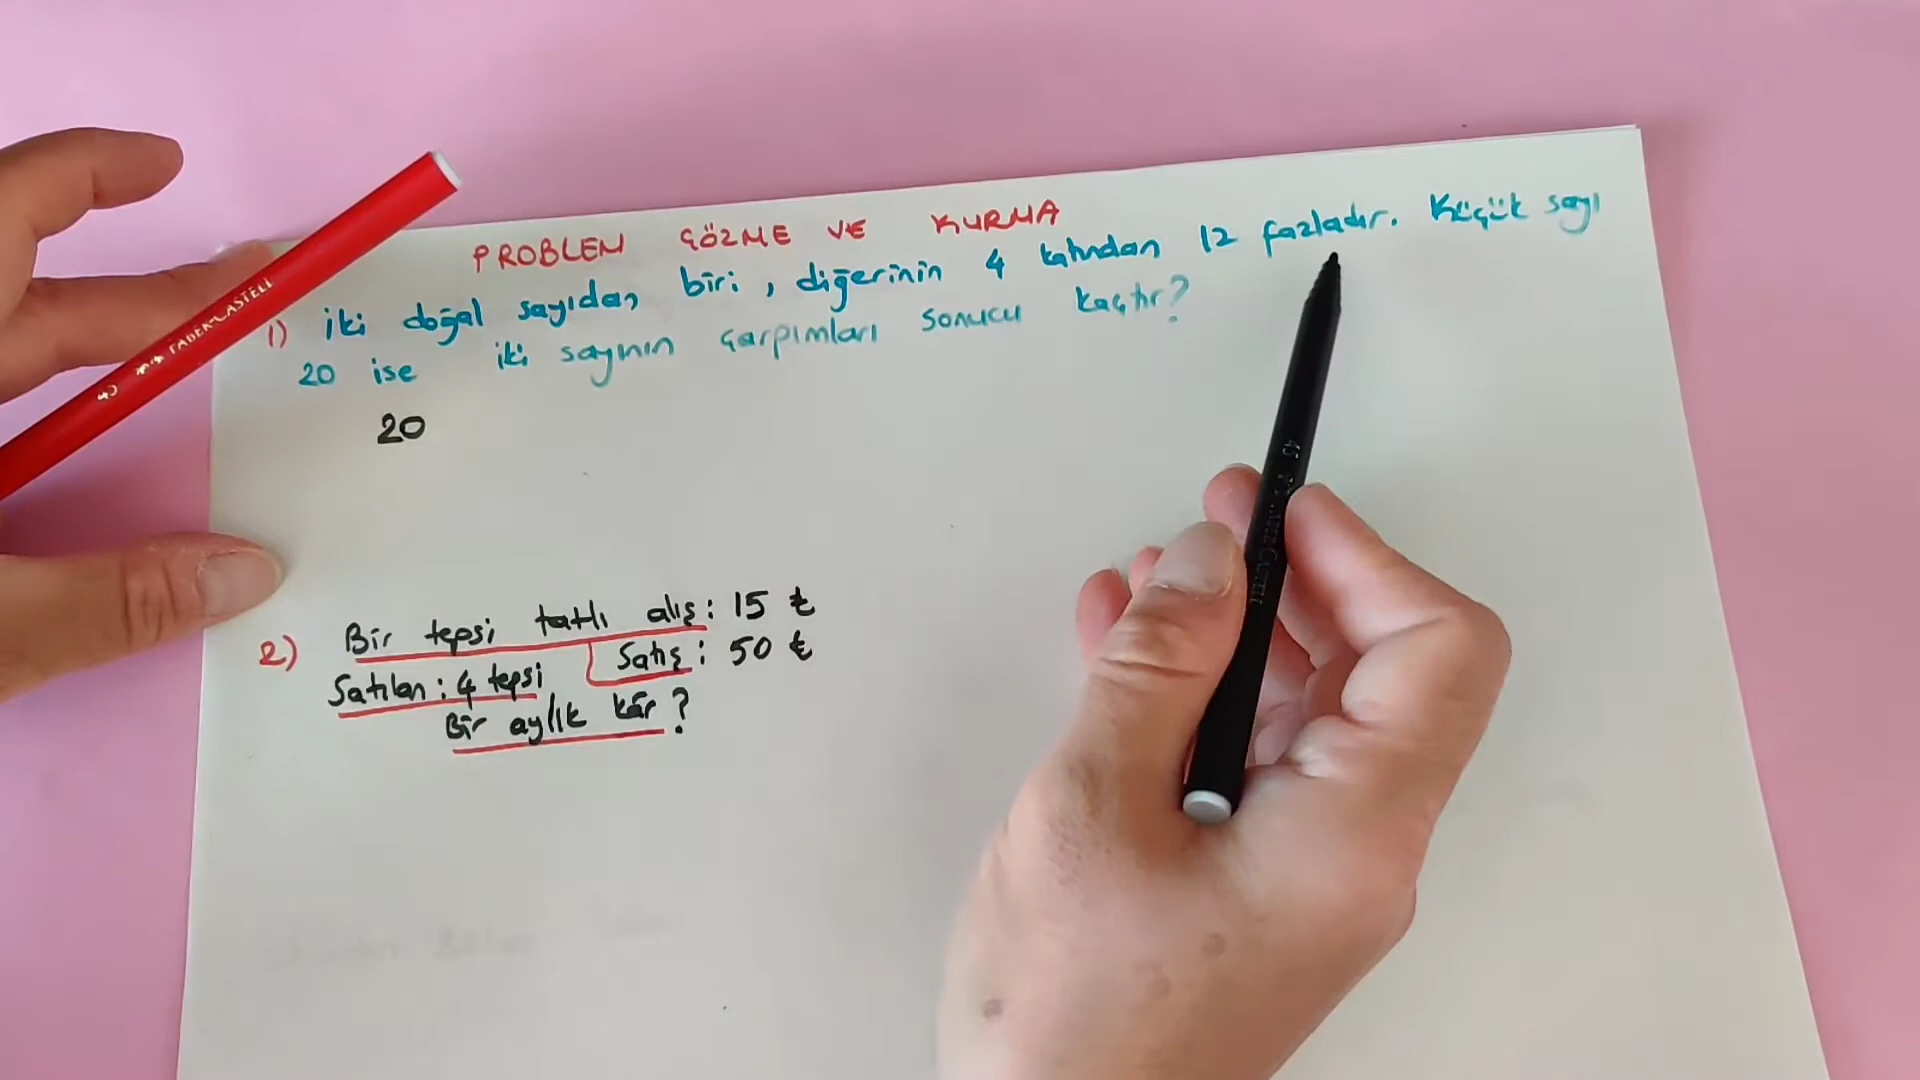 PROBLEM ÇÖZME VE KURMA
1) İki doğal sayıdan biri, diğerinin 4 katından 12 fazladır. Küçük sayı
20 ise iki sayının çarpımları sonucu kaçtır?
20
2) Bir tepsi tatlı alış: 15 ₺
Satış: 50 ₺
Satılan: 4 tepsi
Bir aylık kâr?
FABER-CASTELL
45